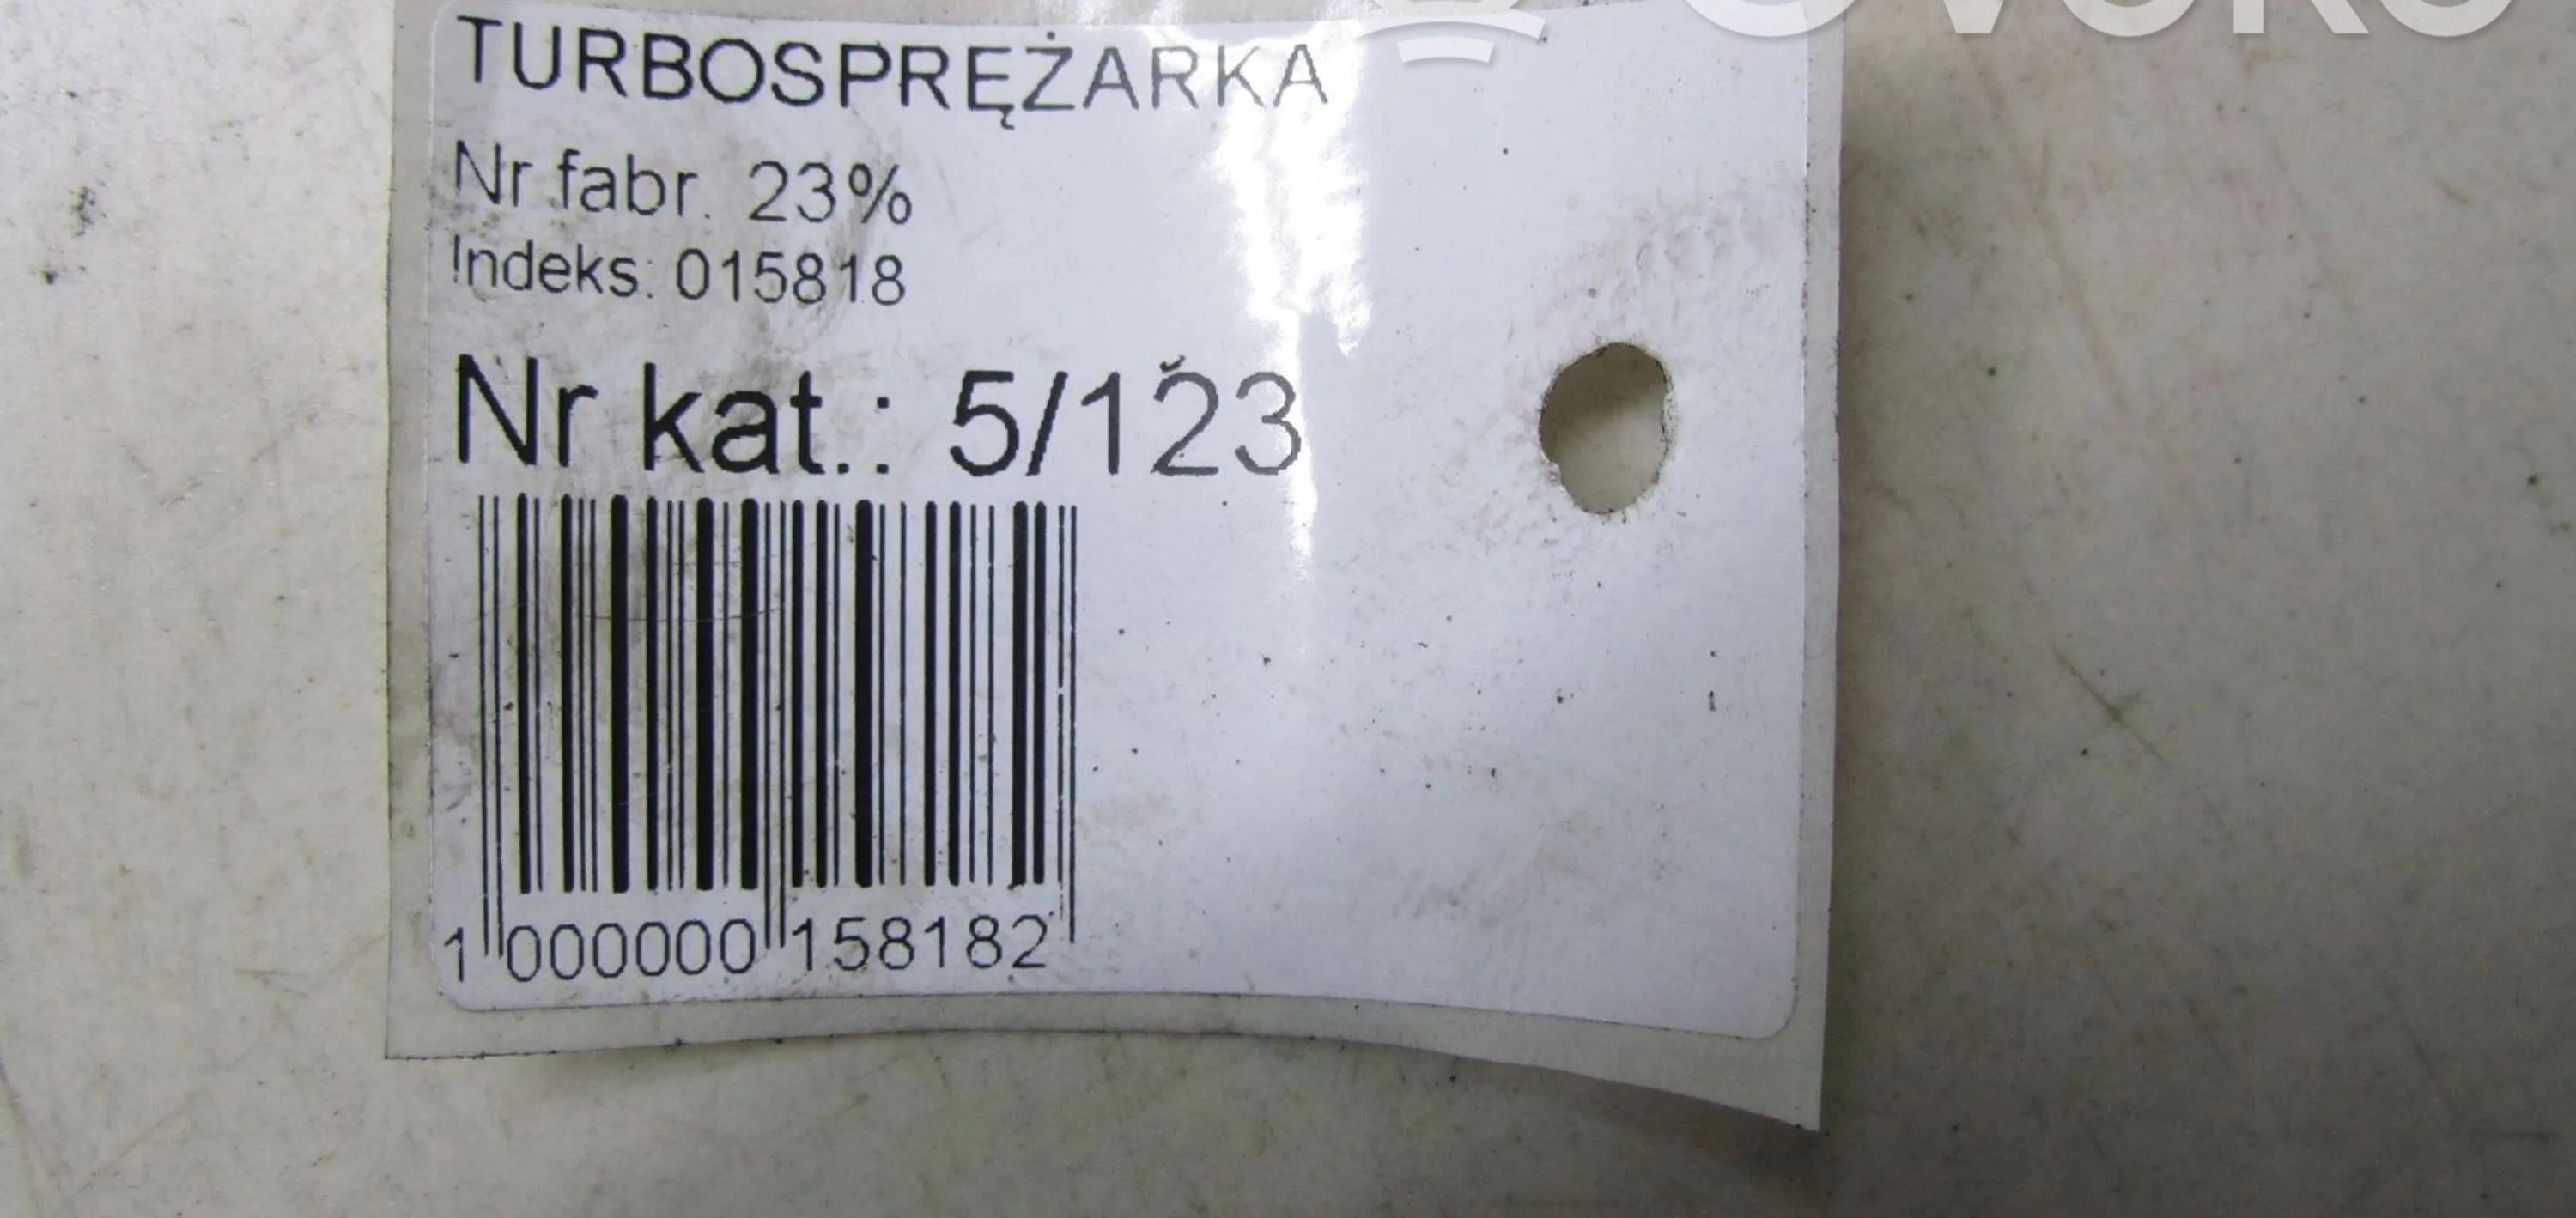 TURBOSPRĘŻARKA
Nr fabr. 23%
Indeks: 015818
Nr kat.: 5/123
1 000000 158182